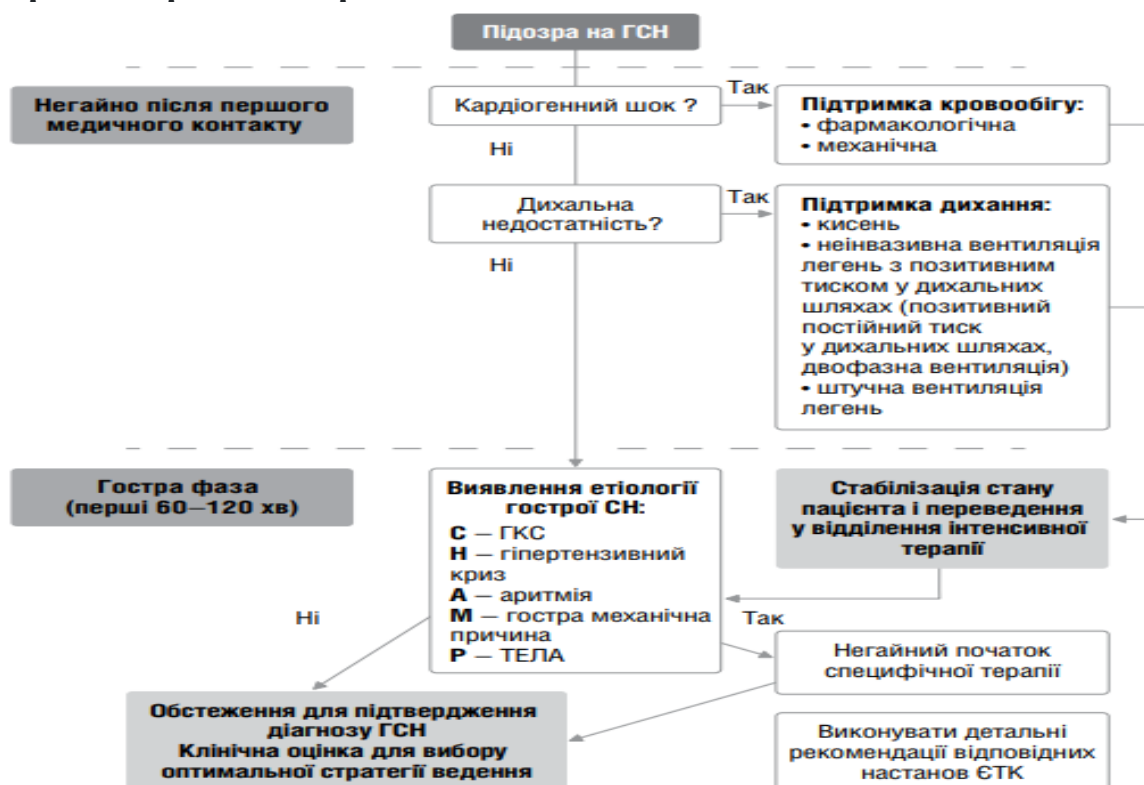 Підозра на ГСН
Негайно після першого
медичного контакту
Кардіогенний шок ?
Так
Підтримка кровообігу:
• фармакологічна
• механічна
Ні
Дихальна
недостатність?
Так
Підтримка дихання:
• кисень
• неінвазивна вентиляція
легень з позитивним
тиском у дихальних
шляхах (позитивний
постійний тиск
у дихальних шляхах,
двофазна вентиляція)
• штучна вентиляція
легень
Ні
Гостра фаза
(перші 60—120 хв)
Виявлення етіології
гострої СН:
С — ГКС
Н — гіпертензивний
криз
А — аритмія
М — гостра механічна
причина
Р — ТЕЛА
Стабілізація стану
пацієнта і переведення
у відділення інтенсивної
терапії
Ні
Так
Негайний початок
специфічної терапії
Обстеження для підтвердження
діагнозу ГСН
Клінічна оцінка для вибору
оптимальної стратегії ведення
Виконувати детальні
рекомендації відповідних
настанов ЄТК